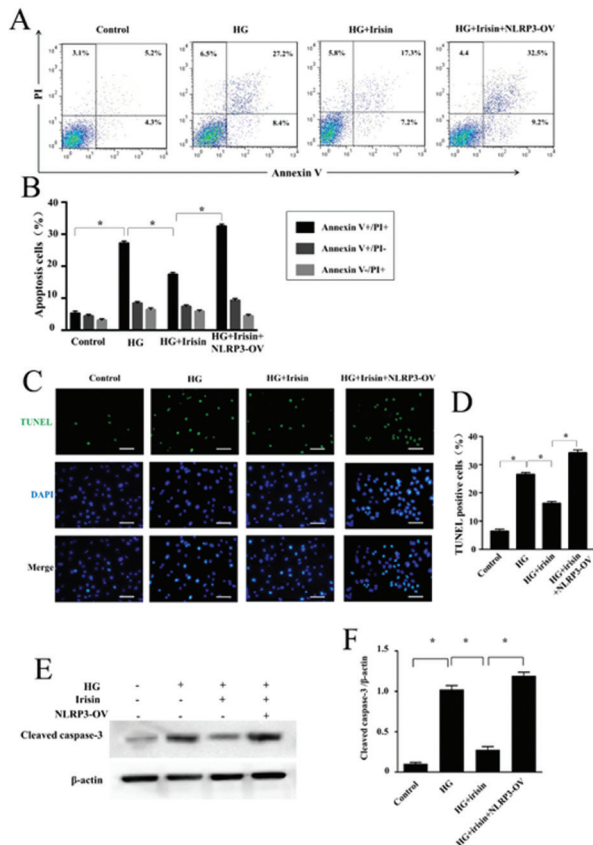 A
Control HG HG+Irisin HG+Irisin+NLRP3-OV
3.1% 5.2% 6.5% 27.2% 5.8% 17.3% 4.4 32.5%
PI
4.3% 8.4% 7.2% 9.2%
Annexin V
B
Apoptosis cells (%)
40
30
20
10
0
* * *
Control HG HG+Irisin HG+Irisin+
NLRP3-OV
Annexin V+/PI+
Annexin V+/PI-
Annexin V-/PI+
C
Control HG HG+Irisin HG+Irisin+NLRP3-OV
TUNEL
DAPI
Merge
D
TUNEL positive cells (%)
40
30
20
10
0
* * *
Control
HG
HG+irisin
HG+irisin
+NLRP3-OV
E
HG - + + +
Irisin - - + +
NLRP3-OV - - - +
Cleaved caspase-3
β-actin
F
Cleaved caspase-3 /β-actin
1.5
1.0
0.5
0.0
* * *
Control
HG
HG+irisin
HG+irisin+NLRP3-OV